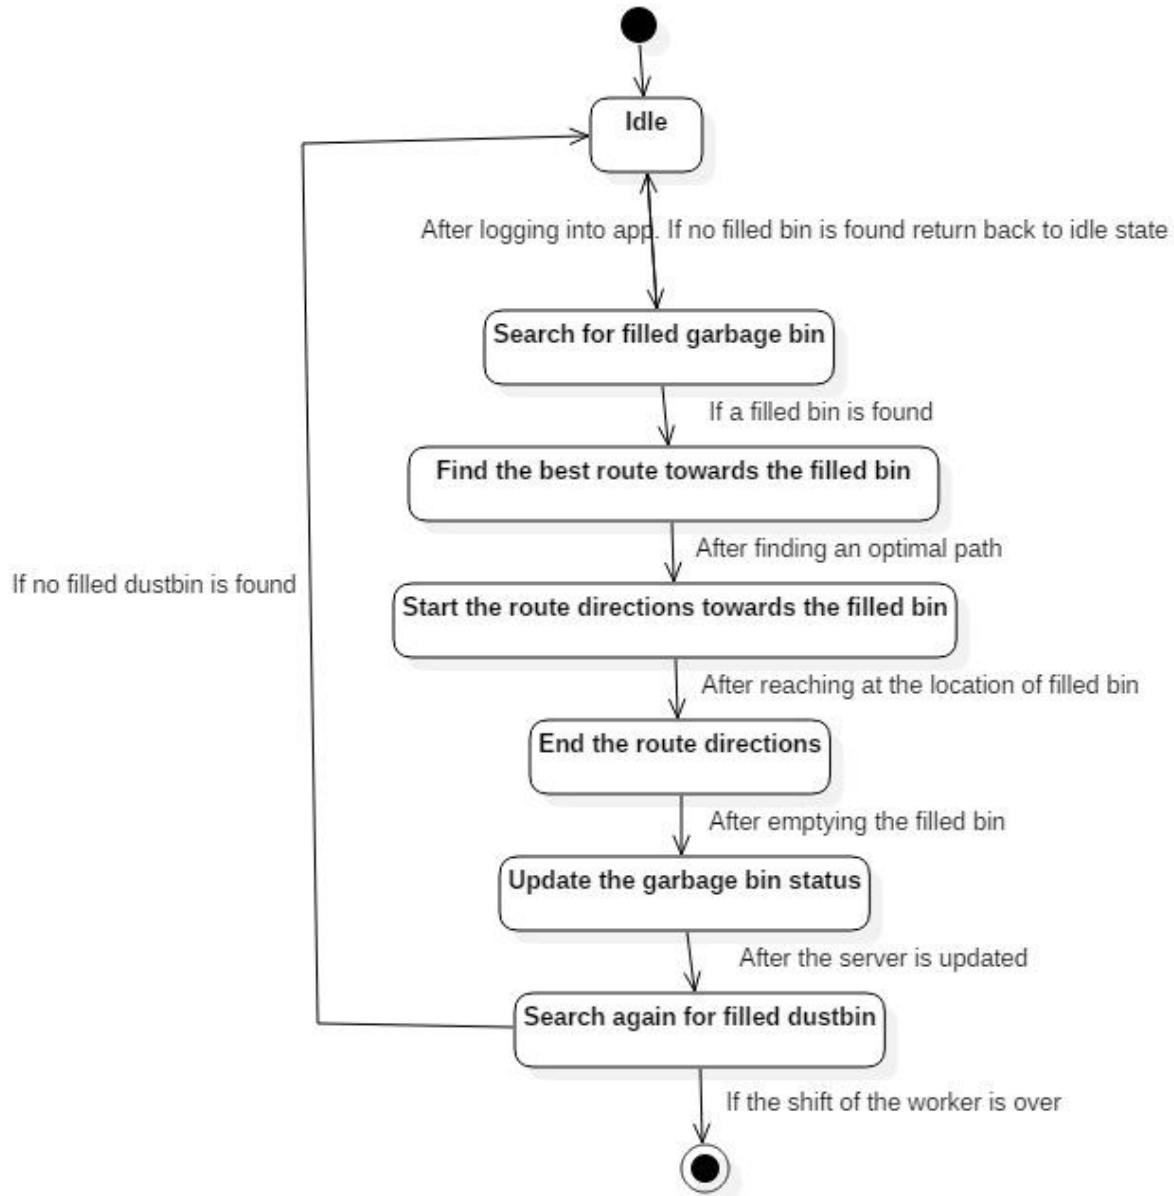 Idle
After logging into app. If no filled bin is found return back to idle state
Search for filled garbage bin
If a filled bin is found
Find the best route towards the filled bin
After finding an optimal path
If no filled dustbin is found
Start the route directions towards the filled bin
After reaching at the location of filled bin
End the route directions
After emptying the filled bin
Update the garbage bin status
After the server is updated
Search again for filled dustbin
If the shift of the worker is over